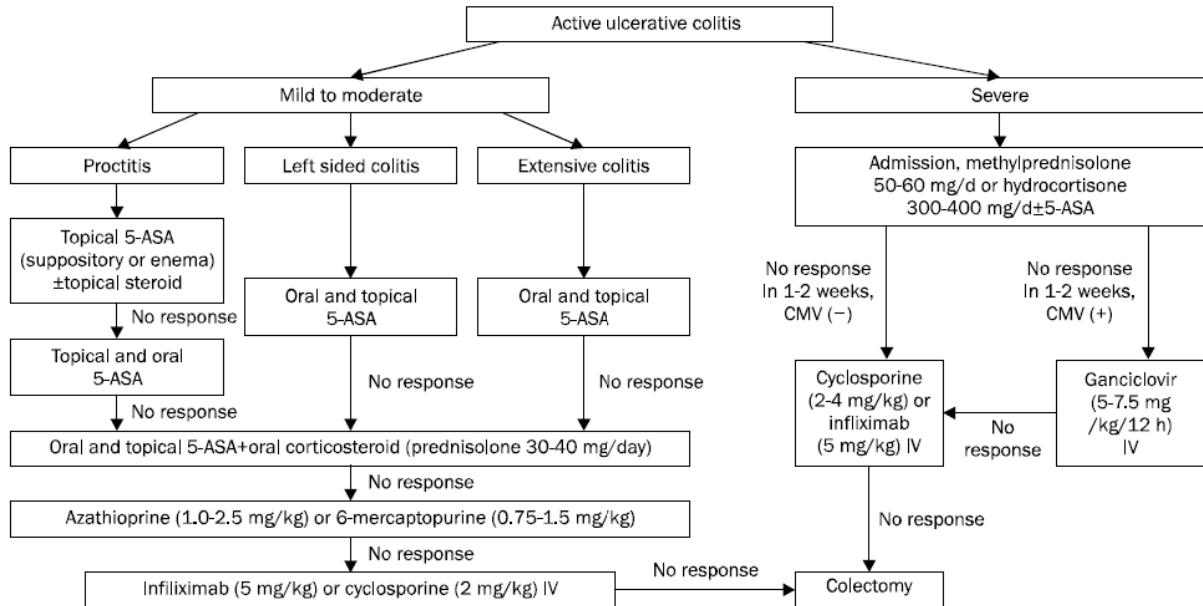 Active ulcerative colitis
Mild to moderate
Severe
Proctitis
Left sided colitis
Extensive colitis
Admission, methylprednisolone
50-60 mg/d or hydrocortisone
300-400 mg/d±5-ASA
Topical 5-ASA
(suppository or enema)
±topical steroid
No response
Topical and oral
5-ASA
No response
Oral and topical
5-ASA
No response
Oral and topical
5-ASA
No response
No response
In 1-2 weeks,
CMV (−)
No response
In 1-2 weeks,
CMV (+)
Cyclosporine
(2-4 mg/kg) or
infliximab
(5 mg/kg) IV
No
response
Ganciclovir
(5-7.5 mg
/kg/12 h)
IV
Oral and topical 5-ASA+oral corticosteroid (prednisolone 30-40 mg/day)
No response
Azathioprine (1.0-2.5 mg/kg) or 6-mercaptopurine (0.75-1.5 mg/kg)
No response
No response
Infiliximab (5 mg/kg) or cyclosporine (2 mg/kg) IV
No response
Colectomy